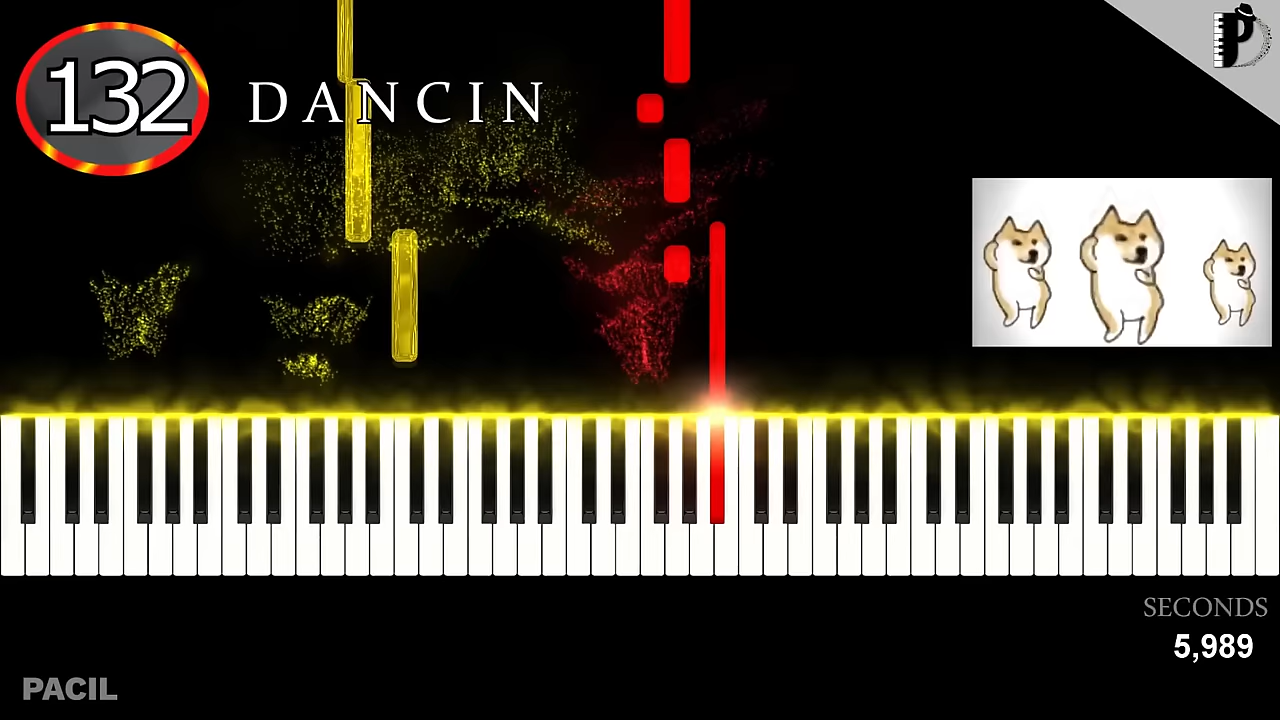 132
DANCIN
P
SECONDS
5,989
PACIL